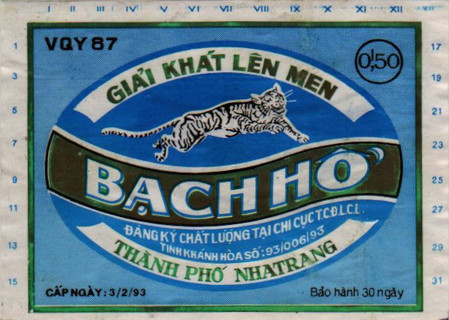 I II III IV V VI VII VIII IX X XI XII
VQY 87
0,50
GIẢI KHÁT LÊN MEN
BẠCH HỔ
ĐĂNG KÝ CHẤT LƯỢNG TẠI CHI CỤC T.C.Đ.L.C.L.
TỈNH KHÁNH HÒA SỐ: 93/006/93
THÀNH PHỐ NHATRANG
CẤP NGÀY: 3/2/93
Bảo hành 30 ngày
1
3
5
7
9
11
13
15
17
19
21
23
25
27
29
31